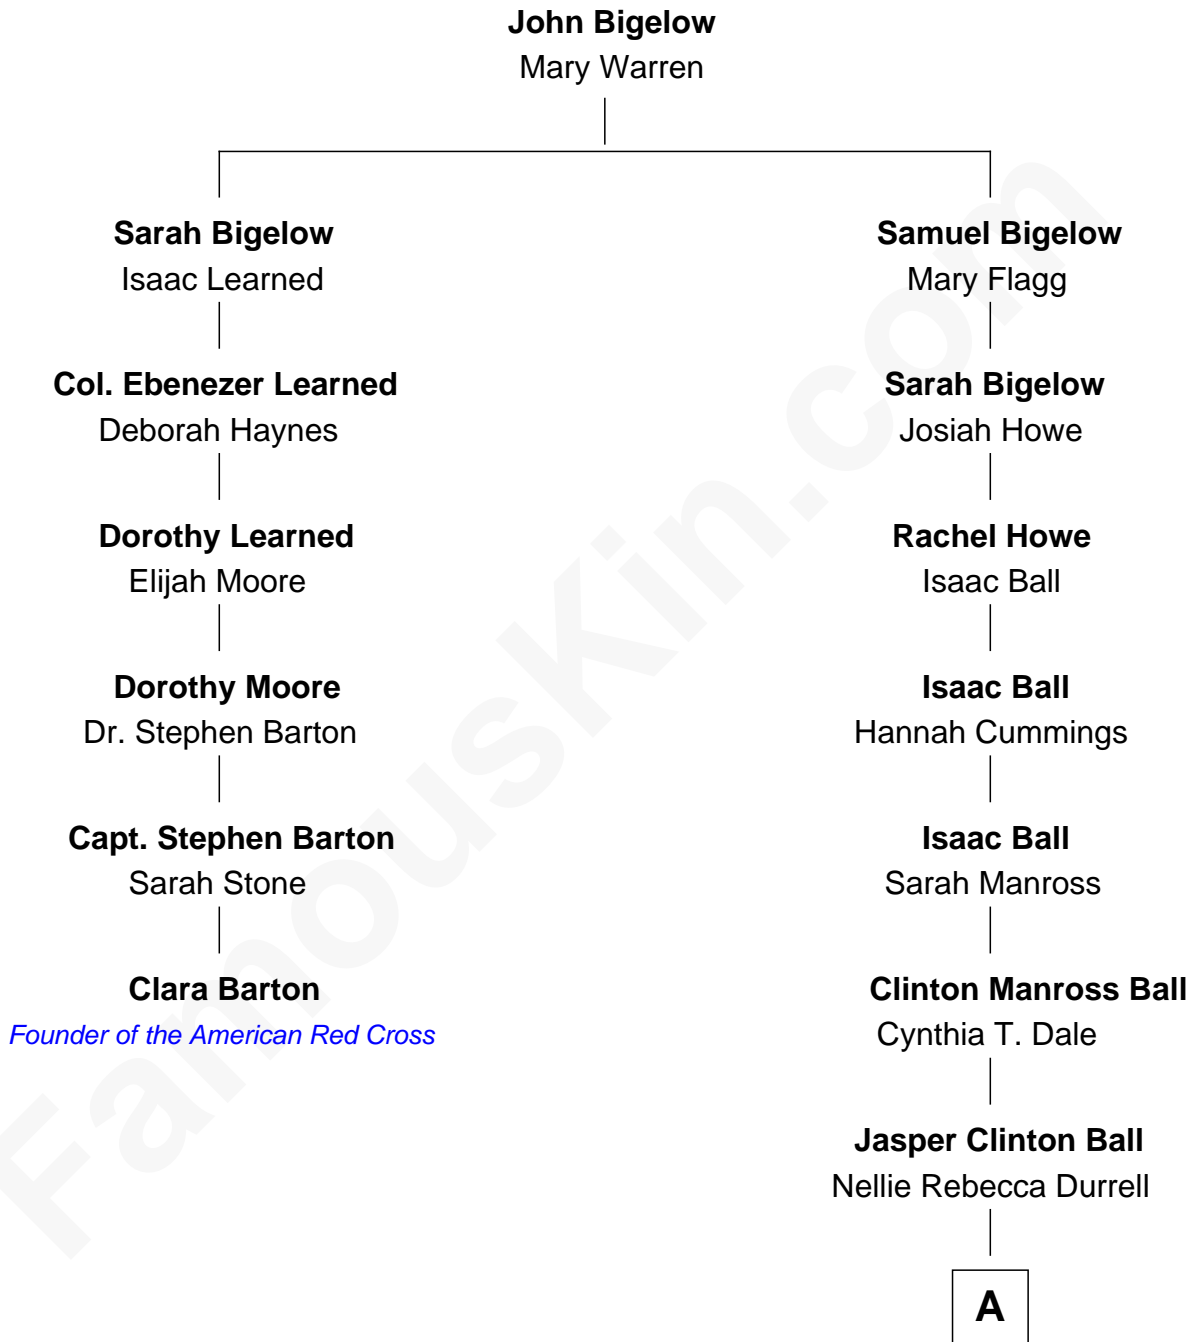 John Bigelow
Mary Warren
Sarah Bigelow
Isaac Learned
Col. Ebenezer Learned
Deborah Haynes
Dorothy Learned
Elijah Moore
Dorothy Moore
Dr. Stephen Barton
Capt. Stephen Barton
Sarah Stone
Clara Barton
Founder of the American Red Cross
Samuel Bigelow
Mary Flagg
Sarah Bigelow
Josiah Howe
Rachel Howe
Isaac Ball
Isaac Ball
Hannah Cummings
Isaac Ball
Sarah Manross
Clinton Manross Ball
Cynthia T. Dale
Jasper Clinton Ball
Nellie Rebecca Durrell
A
FamousKin.com